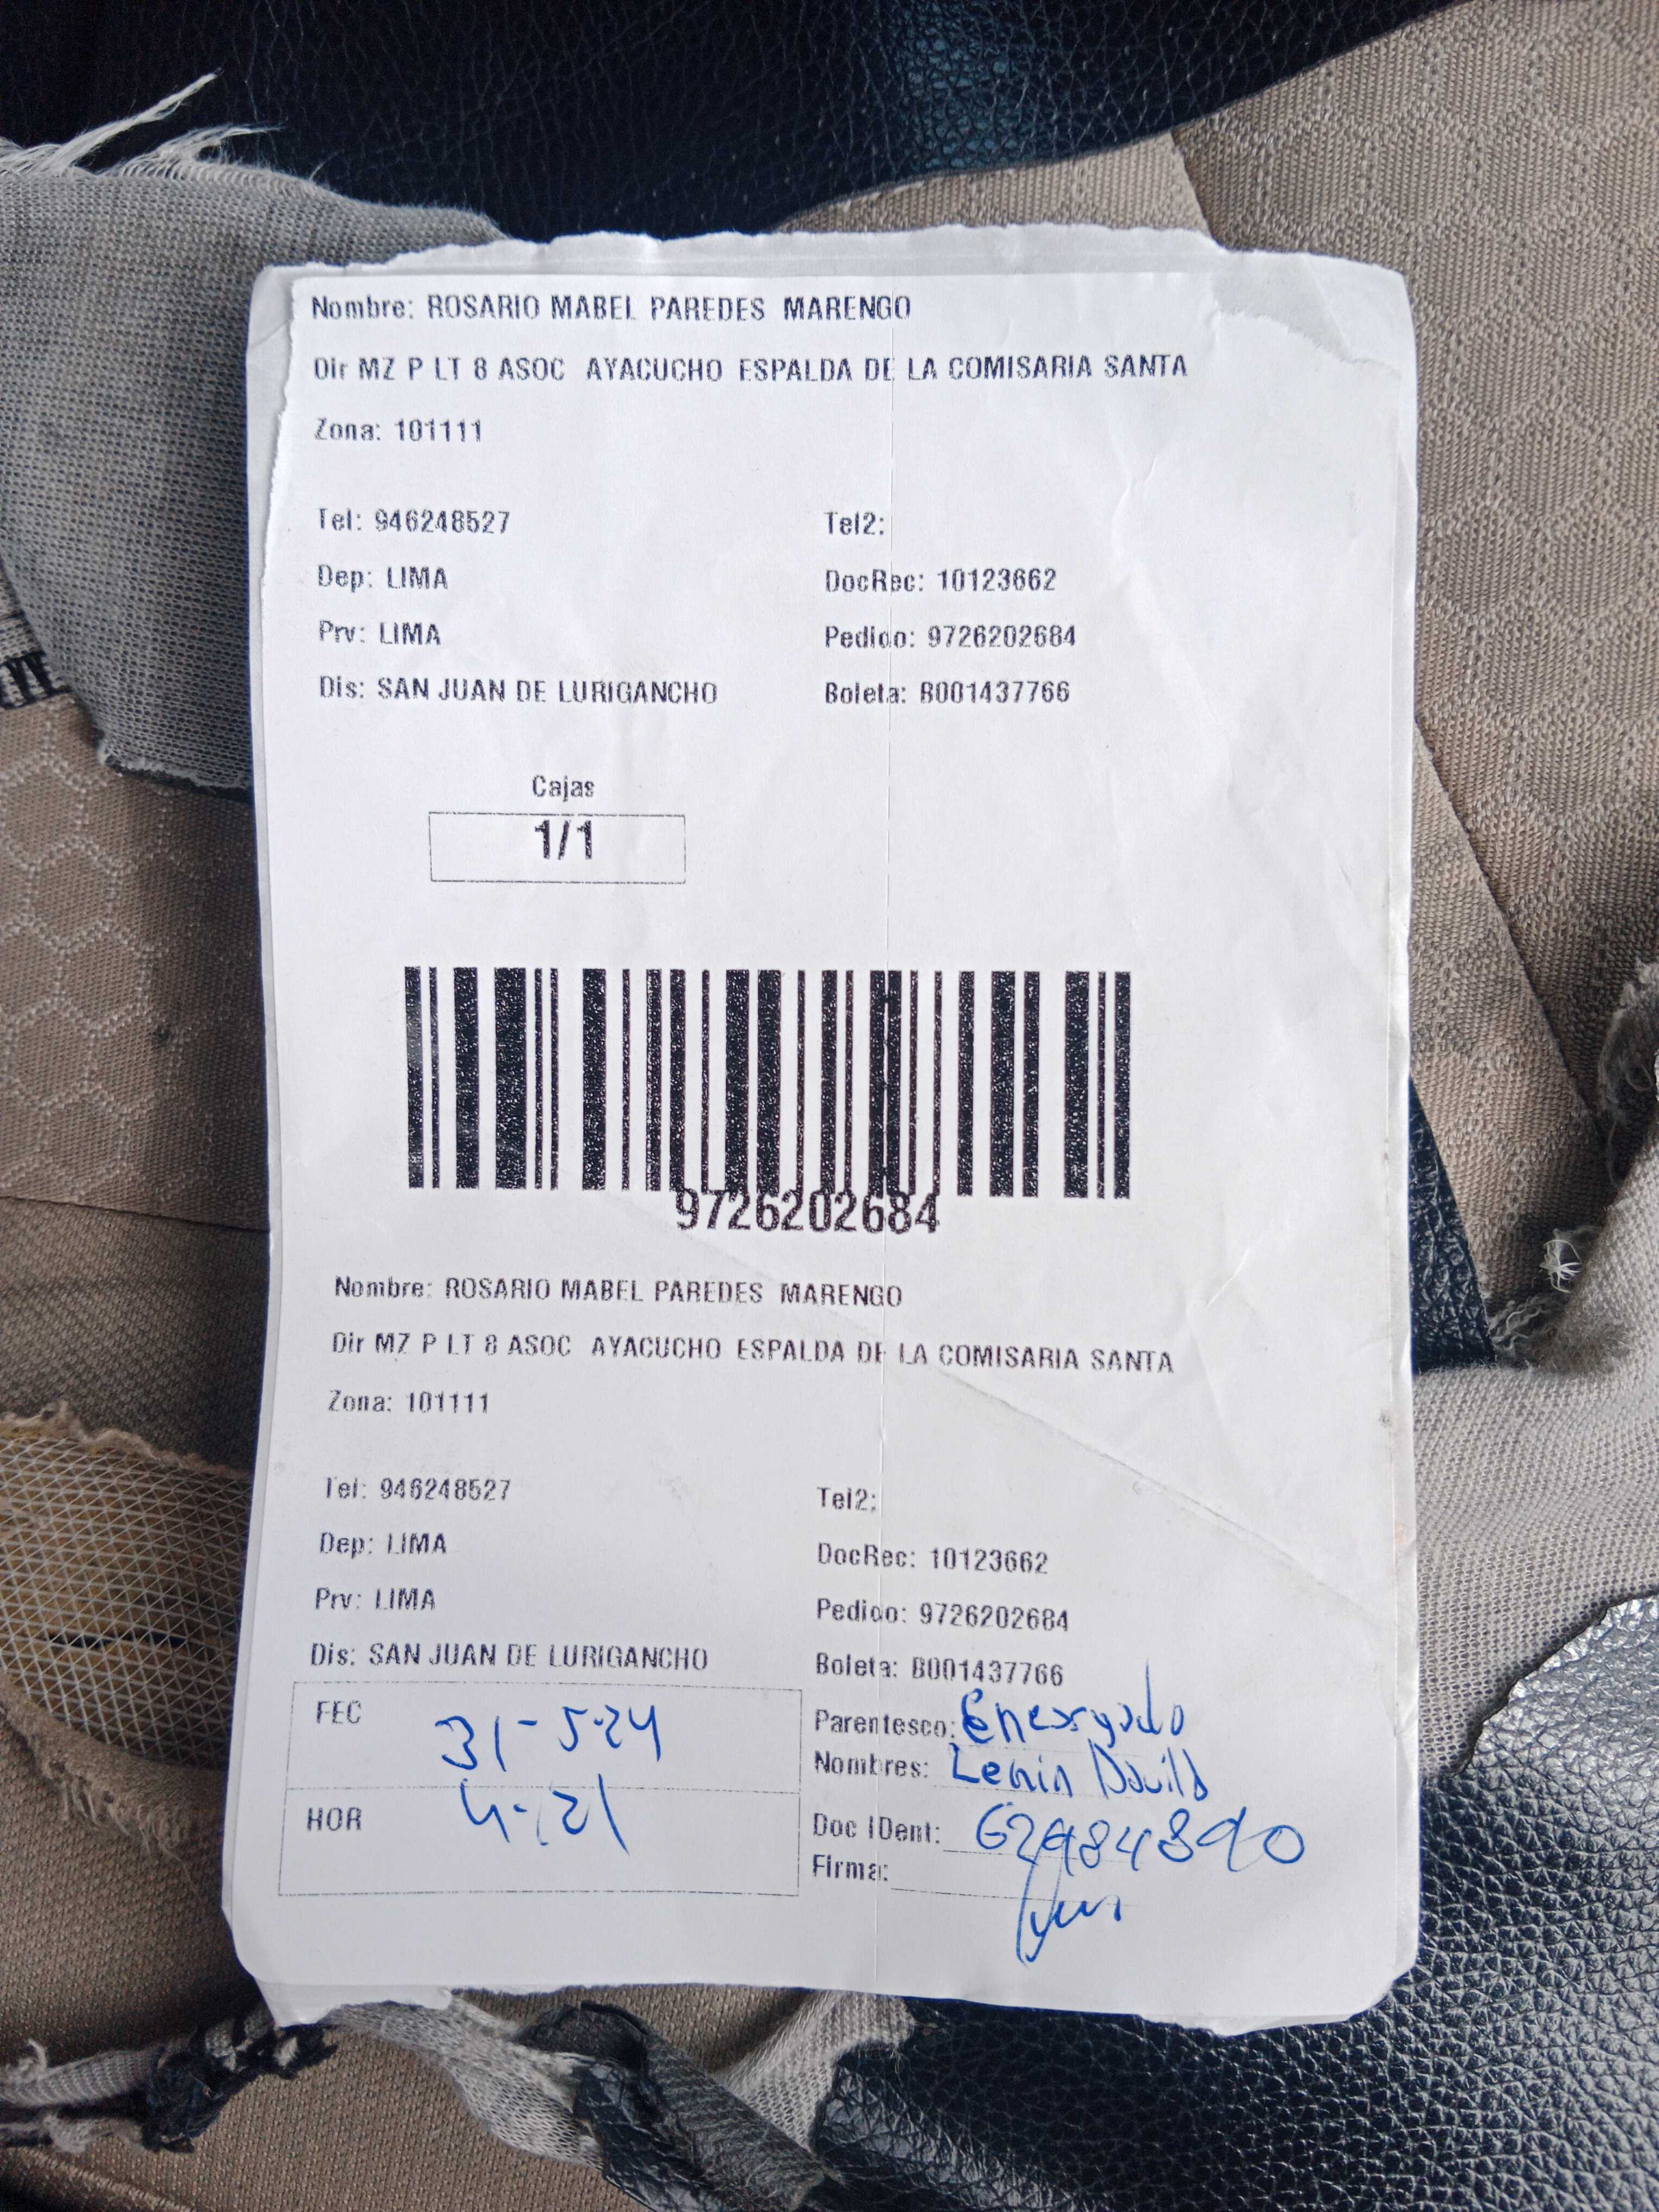 Nombre: ROSARIO MABEL PAREDES MARENGO
Dir MZ P LT 8 ASOC AYACUCHO ESPALDA DE LA COMISARIA SANTA
Zona: 101111
Tel: 946248527 Tel2:
Dep: LIMA DocRec: 10123662
Prv: LIMA Pedido: 9726202684
Dis: SAN JUAN DE LURIGANCHO Boleta: B001437766
Cajas
1/1
9726202684
Nombre: ROSARIO MABEL PAREDES MARENGO
Dir MZ P LT 8 ASOC AYACUCHO ESPALDA DE LA COMISARIA SANTA
Zona: 101111
Tel: 946248527 Tel2:
Dep: LIMA DocRec: 10123662
Prv: LIMA Pedido: 9726202684
Dis: SAN JUAN DE LURIGANCHO Boleta: B001437766
FEC 31-5-24 Parentesco: Encargado
Nombres: Lenin Davila
HOR 4-21 Doc IDent:
Firma: